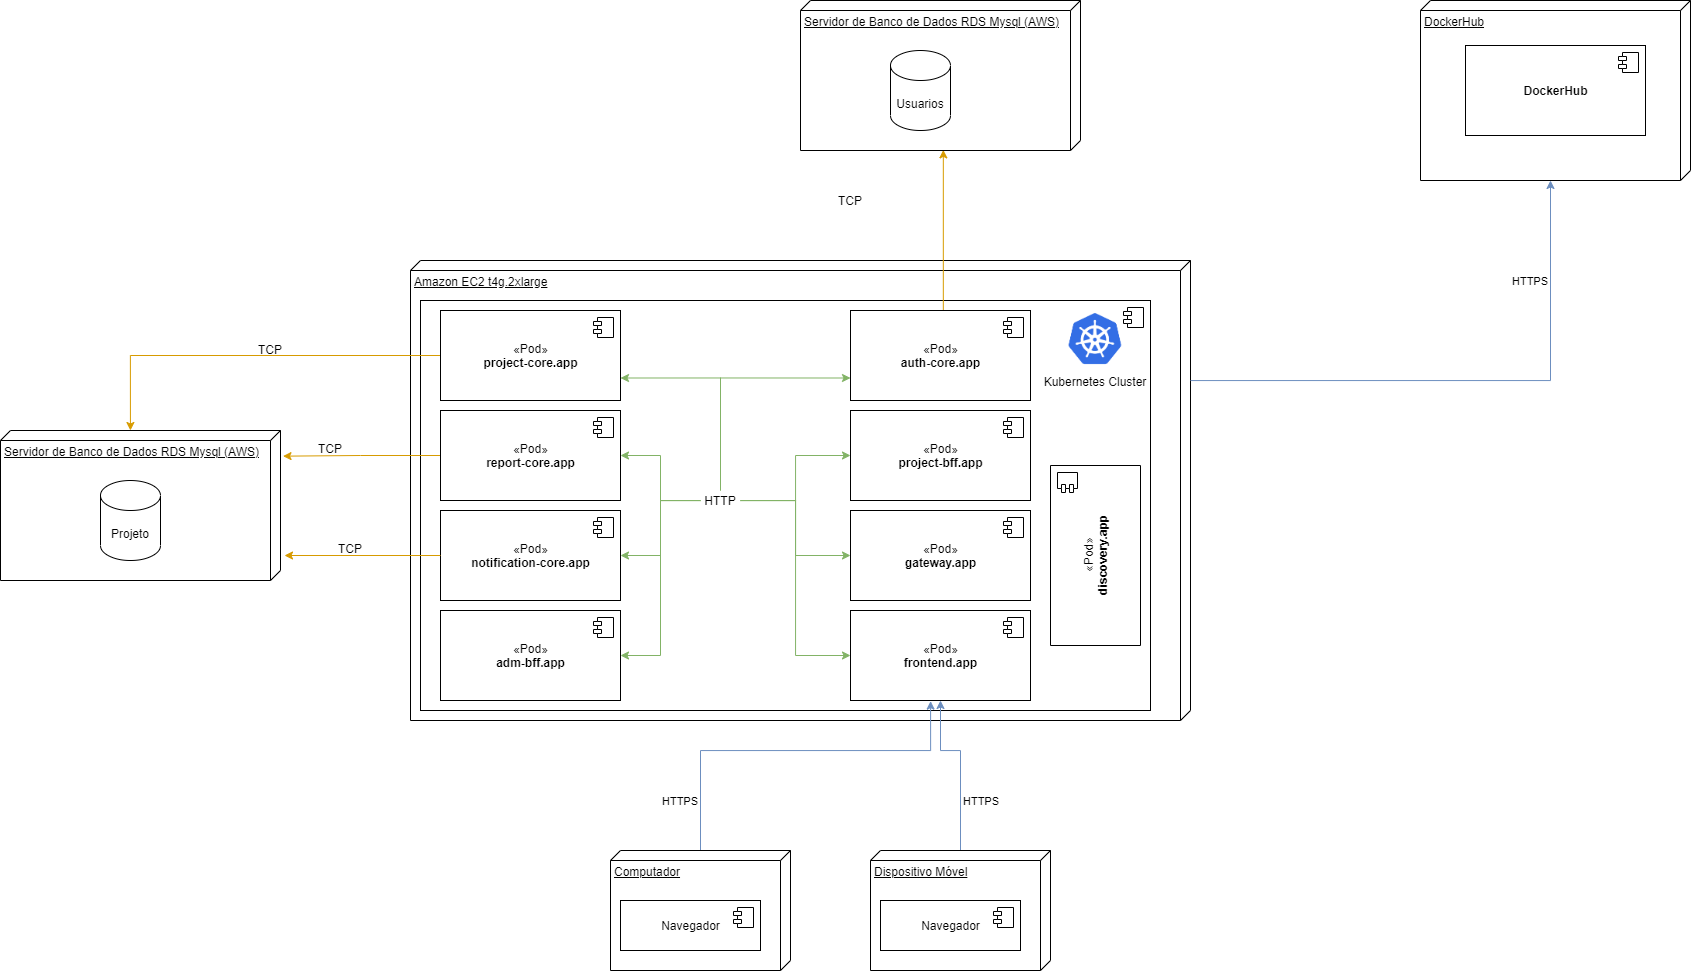 Servidor de Banco de Dados RDS Mysql (AWS)
Usuarios
DockerHub
DockerHub
TCP
HTTPS
Amazon EC2 t4g.2xlarge
«Pod»
project-core.app
«Pod»
auth-core.app
Kubernetes Cluster
TCP
«Pod»
report-core.app
«Pod»
project-bff.app
TCP
Servidor de Banco de Dados RDS Mysql (AWS)
Projeto
HTTP
«Pod»
notification-core.app
«Pod»
gateway.app
«Pod»
discovery.app
TCP
«Pod»
adm-bff.app
«Pod»
frontend.app
HTTPS
HTTPS
Computador
Navegador
Dispositivo Móvel
Navegador